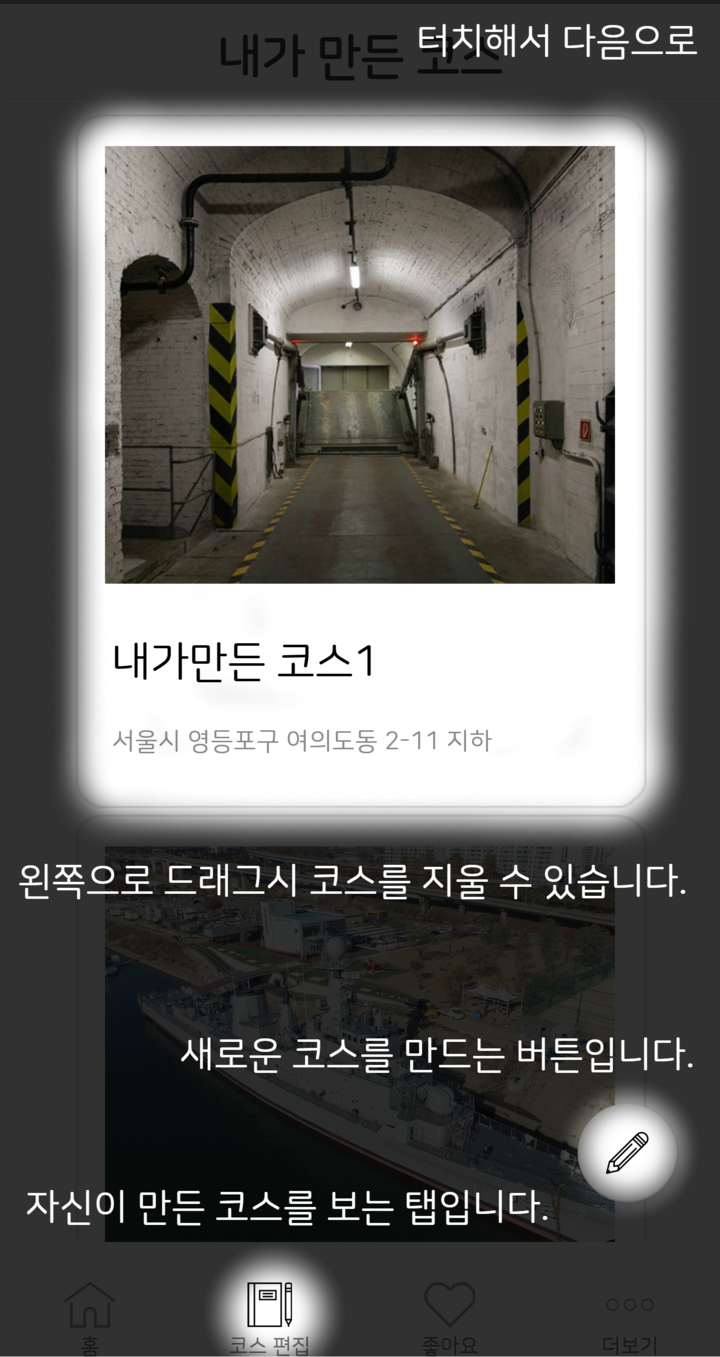 터치해서 다음으로
내가 만든 코스
내가만든 코스1
서울시 영등포구 여의도동 2-11 지하
왼쪽으로 드래그시 코스를 지울 수 있습니다.
새로운 코스를 만드는 버튼입니다.
자신이 만든 코스를 보는 탭입니다.
홈
코스 편집
좋아요
더보기